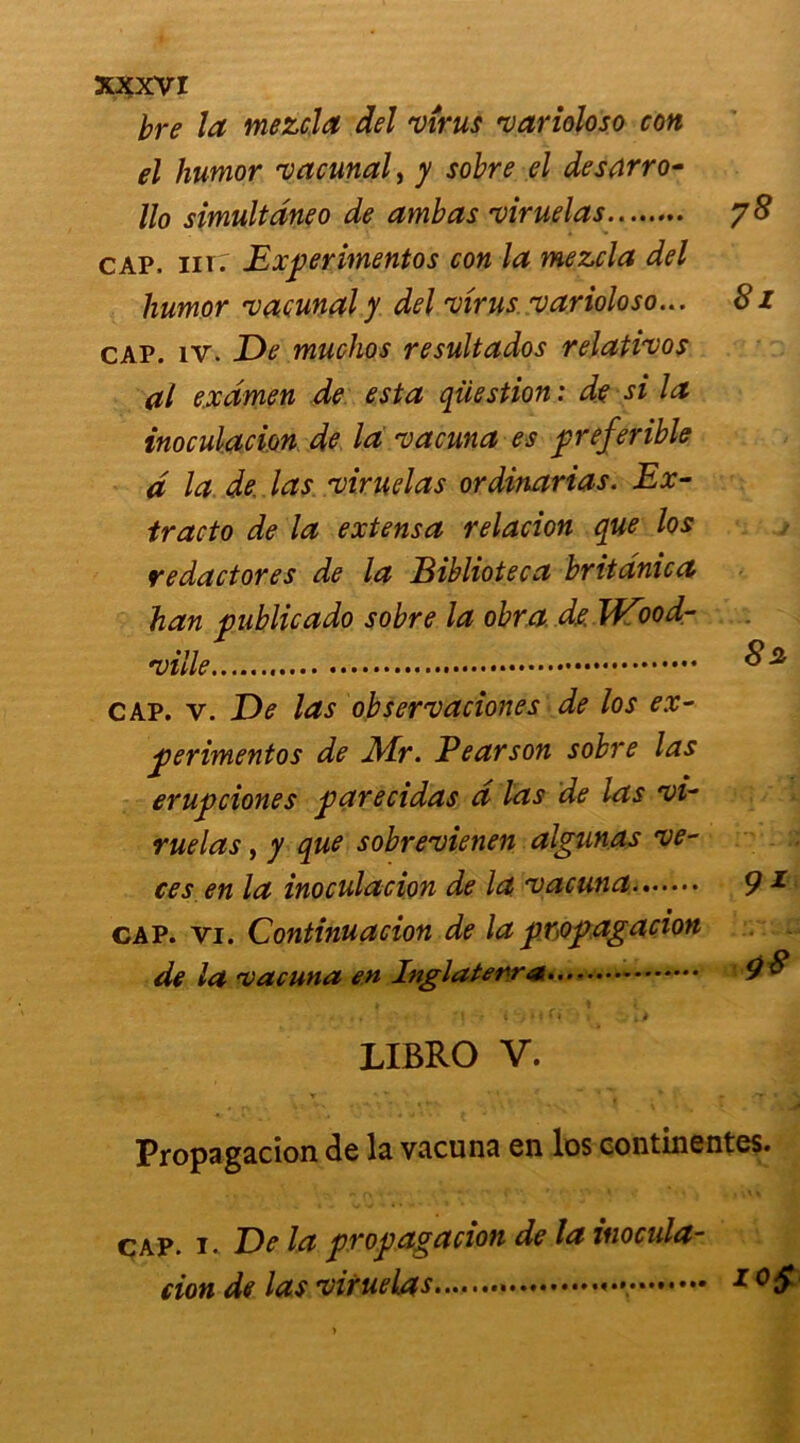 XXXVI
bre la mezcla del vírus varioloso con
el humor vacunal, y sobre el desarro-
llo simultáneo de ambas viruelas......... 78
CAP. III. Experimentos con la mezcla del
humor vacunal y del vírus varioloso... 81
CAP. IV. De muchos resultados relativos
al exámen de esta qüestion: de si la
inoculacion de la vacuna es preferible
á la de las viruelas ordinarias. Ex-
tracto de la extensa relacion que los
redactores de la Biblioteca británica
han publicado sobre la obra de Wood-
ville................................................ 82
CAP. V. De las observaciones de los ex-
perimentos de Mr. Pearson sobre las
erupciones parecidas á las de las vi-
ruelas, y que sobrevienen algunas ve-
ces en la inoculacion de la vacuna........ 91
CAP. VI. Continuacion de la propagacion
de la vacuna en Inglaterra.................. 98
LIBRO V.
Propagacion de la vacuna en los continentes.
CAP. I. De la propagacion de la inocula-
cion de las viruelas............................ 105